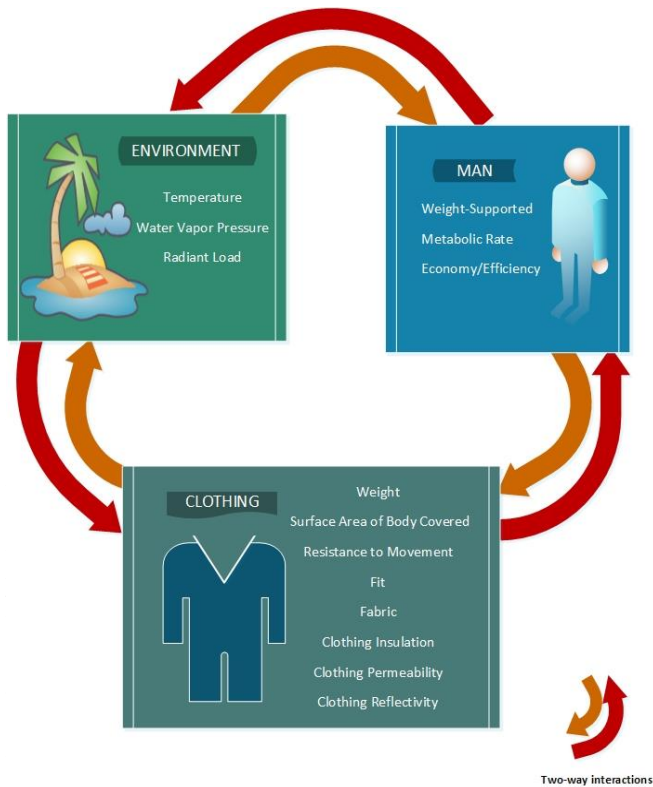 ENVIRONMENT
Temperature
Water Vapor Pressure
Radiant Load
MAN
Weight-Supported
Metabolic Rate
Economy/Efficiency
CLOTHING
Weight
Surface Area of Body Covered
Resistance to Movement
Fit
Fabric
Clothing Insulation
Clothing Permeability
Clothing Reflectivity
Two-way interactions